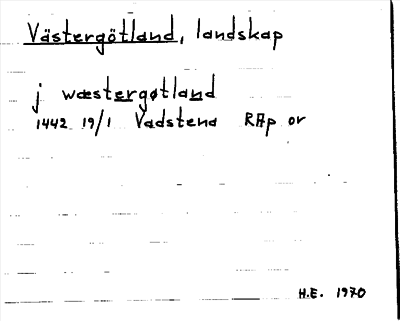 Västergötland, landskap
j wæstergøtland
1442 19/1 Vadstena RAp or
H.E. 1970